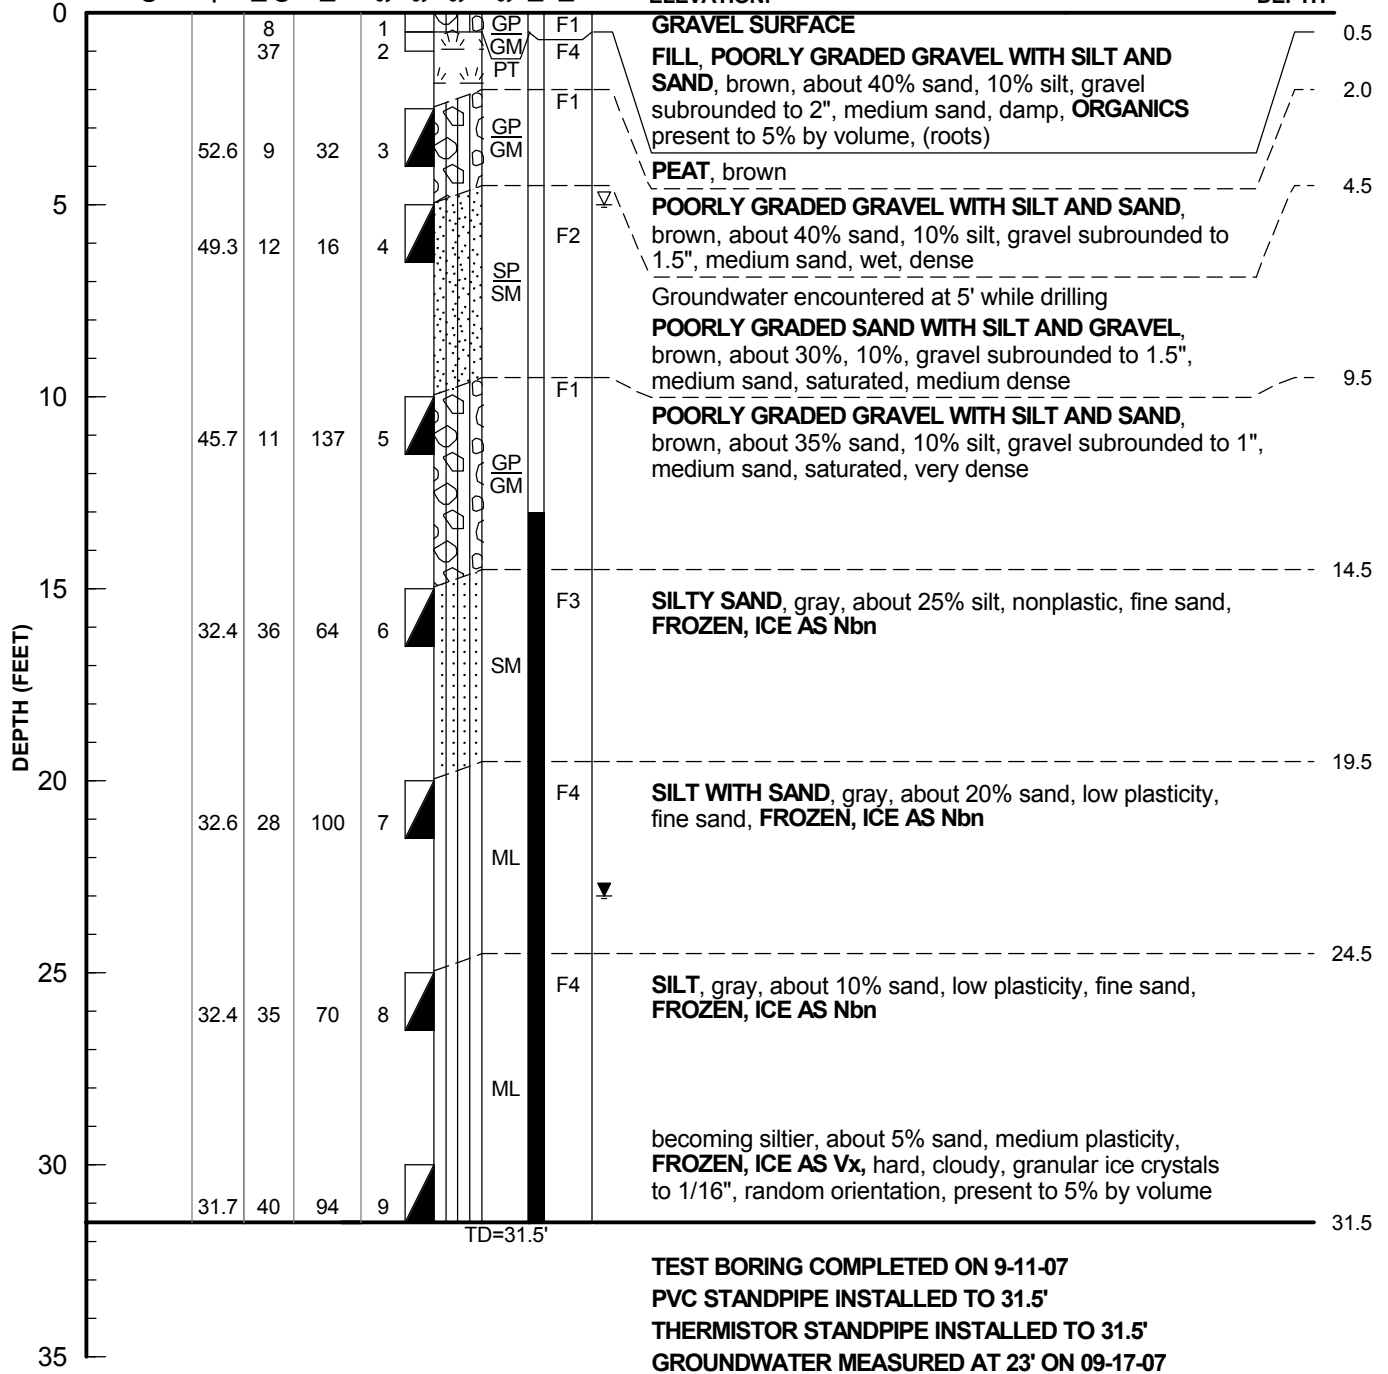 0
8
1
GP
GM
PT
F1
GRAVEL SURFACE
0.5
37
2
F4
FILL, POORLY GRADED GRAVEL WITH SILT AND
SAND, brown, about 40% sand, 10% silt, gravel
subrounded to 2", medium sand, damp, ORGANICS
present to 5% by volume, (roots)
2.0
F1
GP
GM
52.6 9 32 3
PEAT, brown
4.5
5
POORLY GRADED GRAVEL WITH SILT AND SAND,
brown, about 40% sand, 10% silt, gravel subrounded to
1.5", medium sand, wet, dense
F2
49.3 12 16 4
SP
SM
Groundwater encountered at 5' while drilling
POORLY GRADED SAND WITH SILT AND GRAVEL,
brown, about 30%, 10%, gravel subrounded to 1.5",
medium sand, saturated, medium dense
9.5
10
F1
POORLY GRADED GRAVEL WITH SILT AND SAND,
brown, about 35% sand, 10% silt, gravel subrounded to 1",
medium sand, saturated, very dense
45.7 11 137 5
GP
GM
14.5
15
F3
SILTY SAND, gray, about 25% silt, nonplastic, fine sand,
FROZEN, ICE AS Nbn
32.4 36 64 6
SM
DEPTH (FEET)
19.5
20
F4
SILT WITH SAND, gray, about 20% sand, low plasticity,
fine sand, FROZEN, ICE AS Nbn
32.6 28 100 7
ML
24.5
25
F4
SILT, gray, about 10% sand, low plasticity, fine sand,
FROZEN, ICE AS Nbn
32.4 35 70 8
ML
becoming siltier, about 5% sand, medium plasticity,
FROZEN, ICE AS Vx, hard, cloudy, granular ice crystals
to 1/16", random orientation, present to 5% by volume
30
31.7 40 94 9
31.5
TD=31.5'
TEST BORING COMPLETED ON 9-11-07
PVC STANDPIPE INSTALLED TO 31.5'
THERMISTOR STANDPIPE INSTALLED TO 31.5'
35
GROUNDWATER MEASURED AT 23' ON 09-17-07